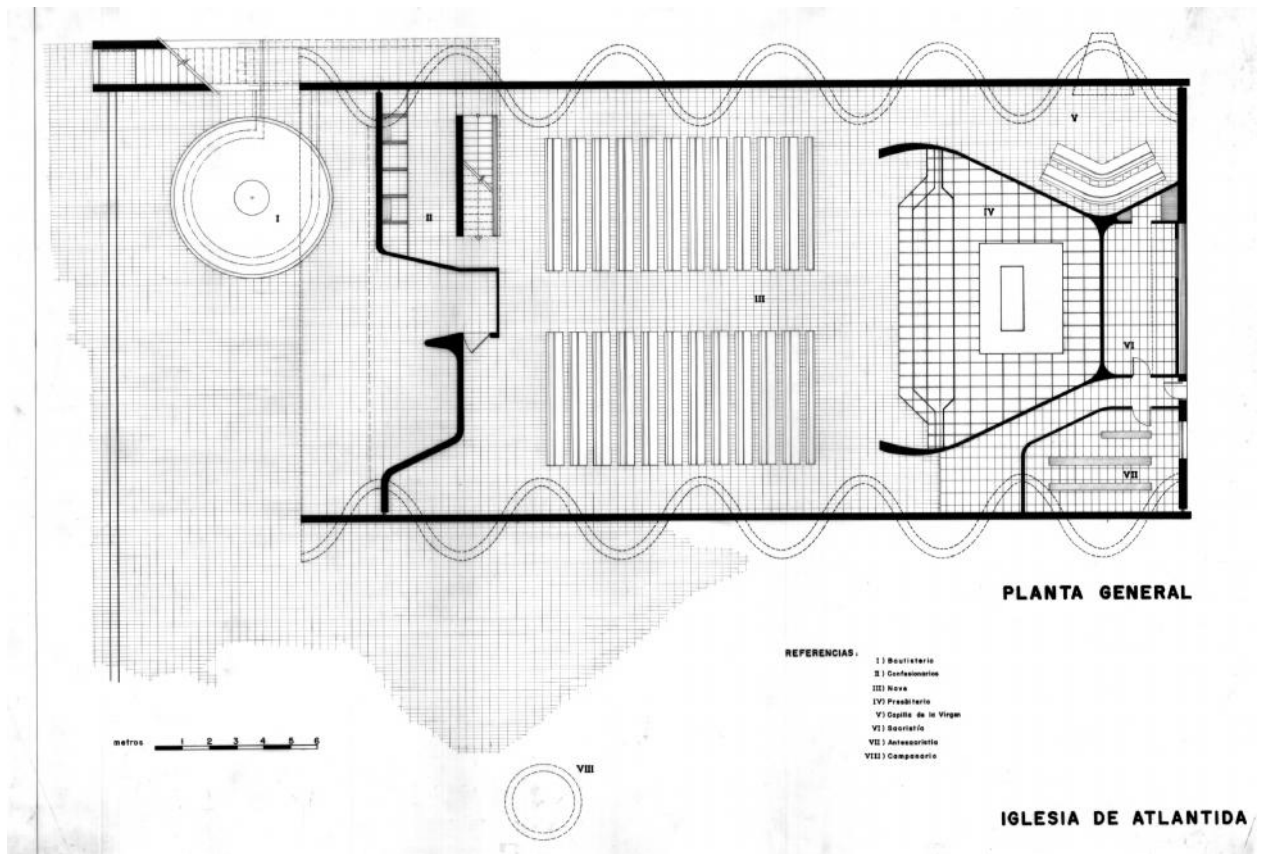 V
I
II
IV
III
VI
VII
PLANTA GENERAL
REFERENCIAS:
I) Bautisterio
II) Confesionarios
III) Nave
IV) Presbiterio
V) Capilla de la Virgen
VI) Sacristía
VII) Antesacristia
VIII) Campanario
metros 1 2 3 4 5 6
VIII
IGLESIA DE ATLANTIDA